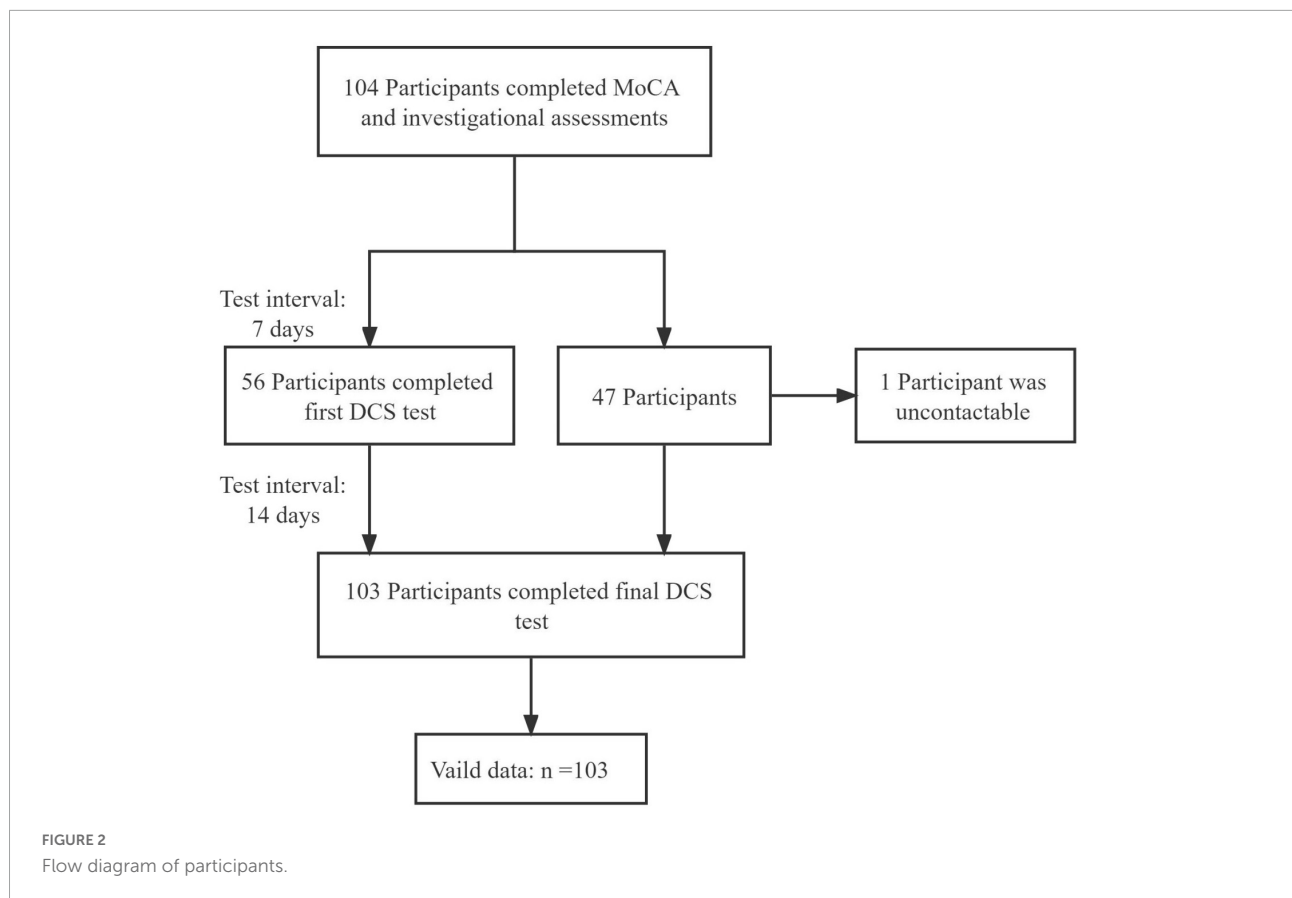 104 Participants completed MoCA
and investigational assessments
Test interval:
7 days
56 Participants completed
first DCS test
47 Participants
1 Participant was
uncontactable
Test interval:
14 days
103 Participants completed final DCS
test
Vaild data: n =103
FIGURE 2
Flow diagram of participants.